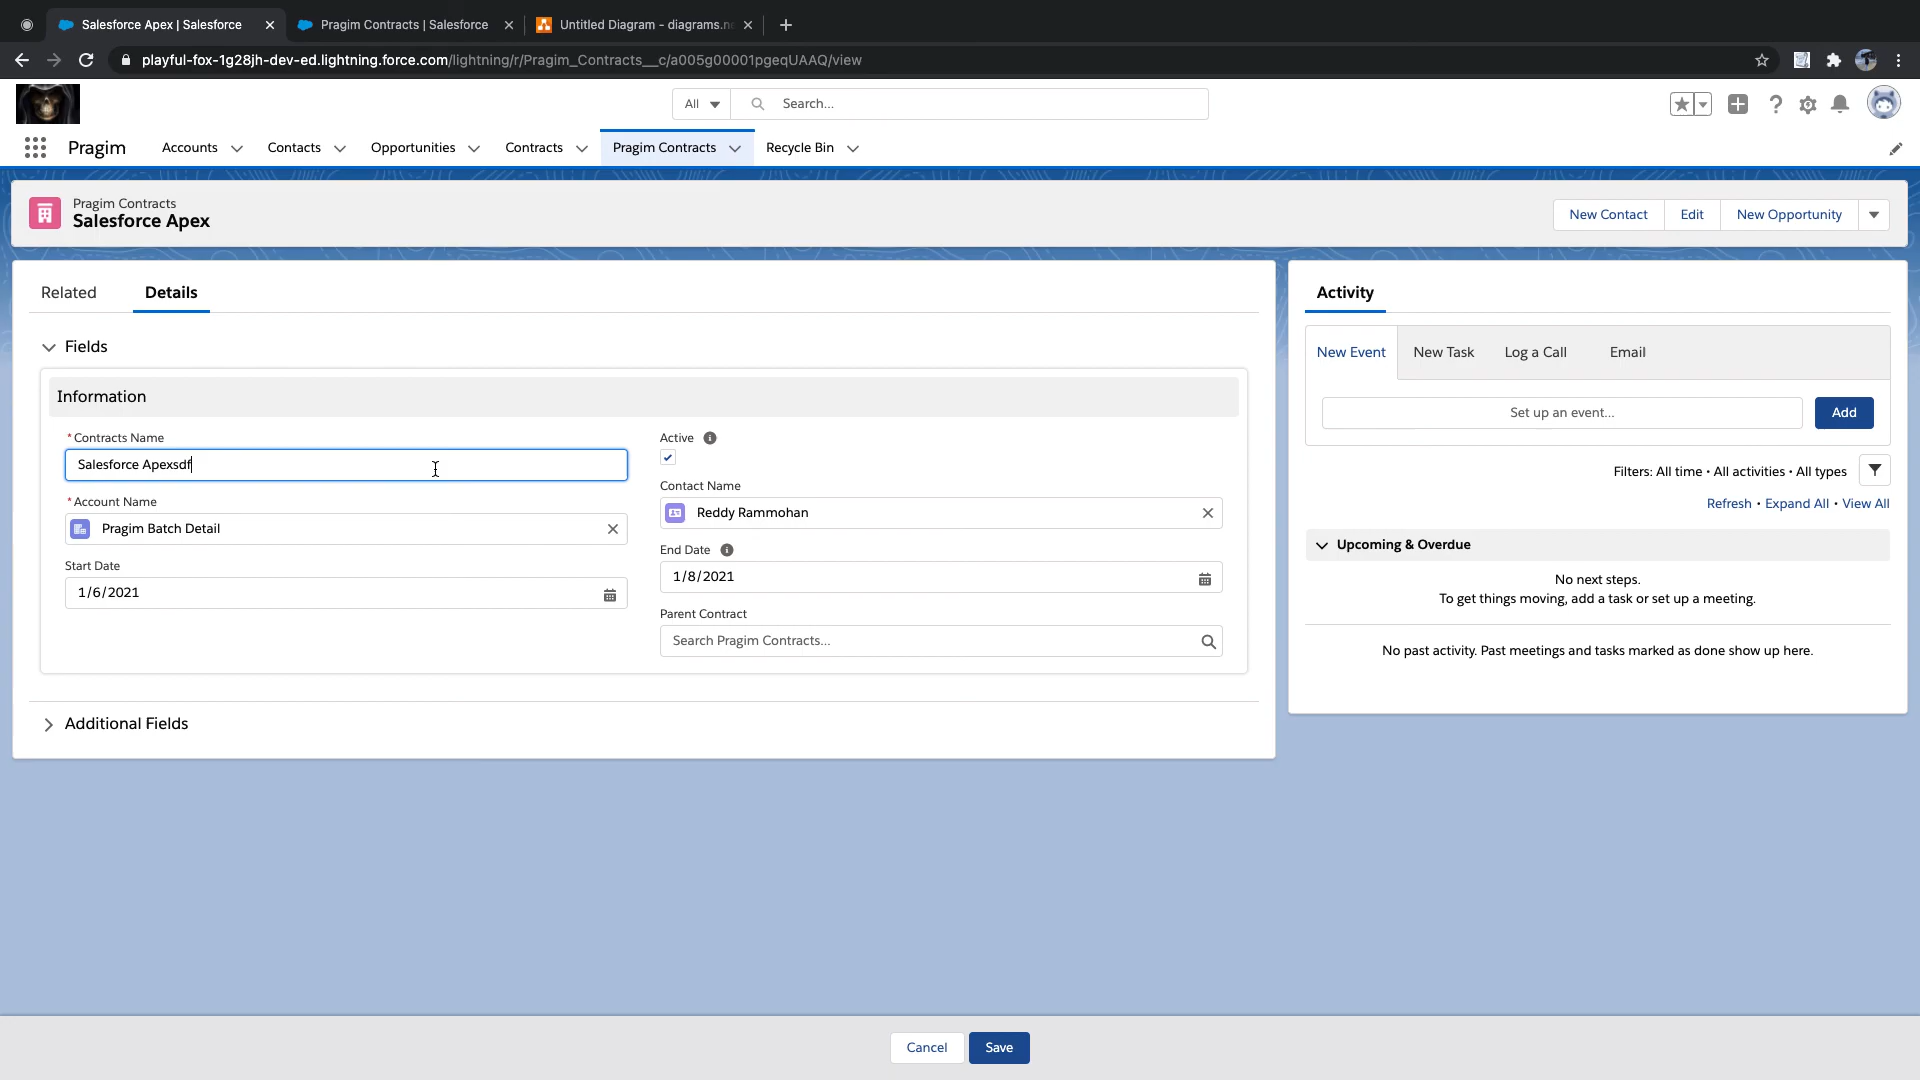 Salesforce Apex | Salesforce
Pragim Contracts | Salesforce
Untitled Diagram - diagrams.n
playful-fox-1g28jh-dev-ed.lightning.force.com/lightning/r/Pragim_Contracts__c/a005g00001pgeqUAAQ/view
All
Search...
Pragim
Accounts
Contacts
Opportunities
Contracts
Pragim Contracts
Recycle Bin
Pragim Contracts
Salesforce Apex
New Contact
Edit
New Opportunity
Related
Details
Fields
Information
*Contracts Name
Salesforce Apexsdf
*Account Name
Pragim Batch Detail
Start Date
1/6/2021
Active
Contact Name
Reddy Rammohan
End Date
1/8/2021
Parent Contract
Search Pragim Contracts...
Additional Fields
Activity
New Event
New Task
Log a Call
Email
Set up an event...
Add
Filters: All time • All activities • All types
Refresh • Expand All • View All
Upcoming & Overdue
No next steps.
To get things moving, add a task or set up a meeting.
No past activity. Past meetings and tasks marked as done show up here.
Cancel
Save